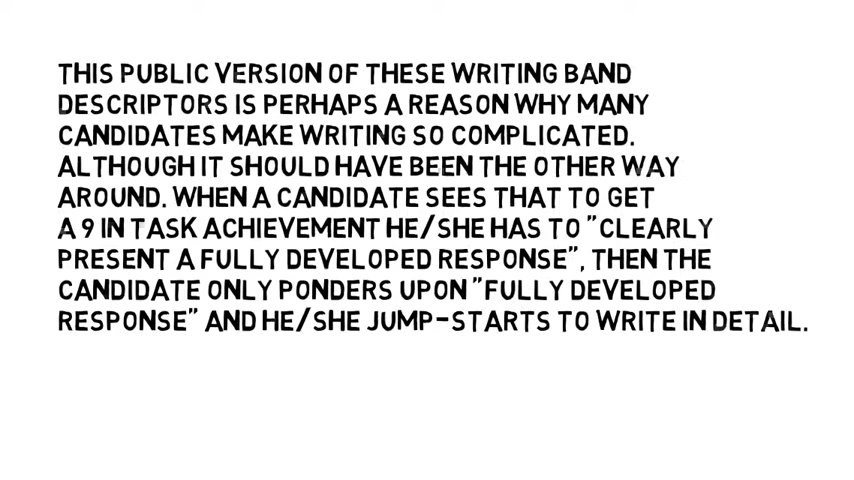 THIS PUBLIC VERSION OF THESE WRITING BAND
DESCRIPTORS IS PERHAPS A REASON WHY MANY
CANDIDATES MAKE WRITING SO COMPLICATED.
ALTHOUGH IT SHOULD HAVE BEEN THE OTHER WAY
AROUND. WHEN A CANDIDATE SEES THAT TO GET
A 9 IN TASK ACHIEVEMENT HE/SHE HAS TO "CLEARLY
PRESENT A FULLY DEVELOPED RESPONSE", THEN THE
CANDIDATE ONLY PONDERS UPON "FULLY DEVELOPED
RESPONSE" AND HE/SHE JUMP-STARTS TO WRITE IN DETAIL.